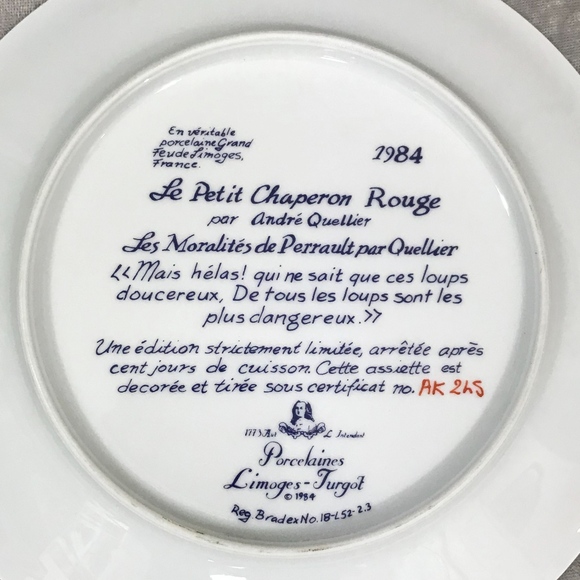 En véritable
porcelaine Grand
Feu de Limoges,
France.
1984
Le Petit Chaperon Rouge
par André Quellier
Les Moralités de Perrault par Quellier
<<Mais hélas! qui ne sait que ces loups
doucereux, De tous les loups sont les
plus dangereux.>>
Une édition strictement limitée, arrêtée après
cent jours de cuisson. Cette assiette est
decorée et tirée sous certificat no. AK 245
L'Intendant
Porcelaines
Limoges-Turgot
© 1984
Reg. Bradex No. 18-L52-2.3